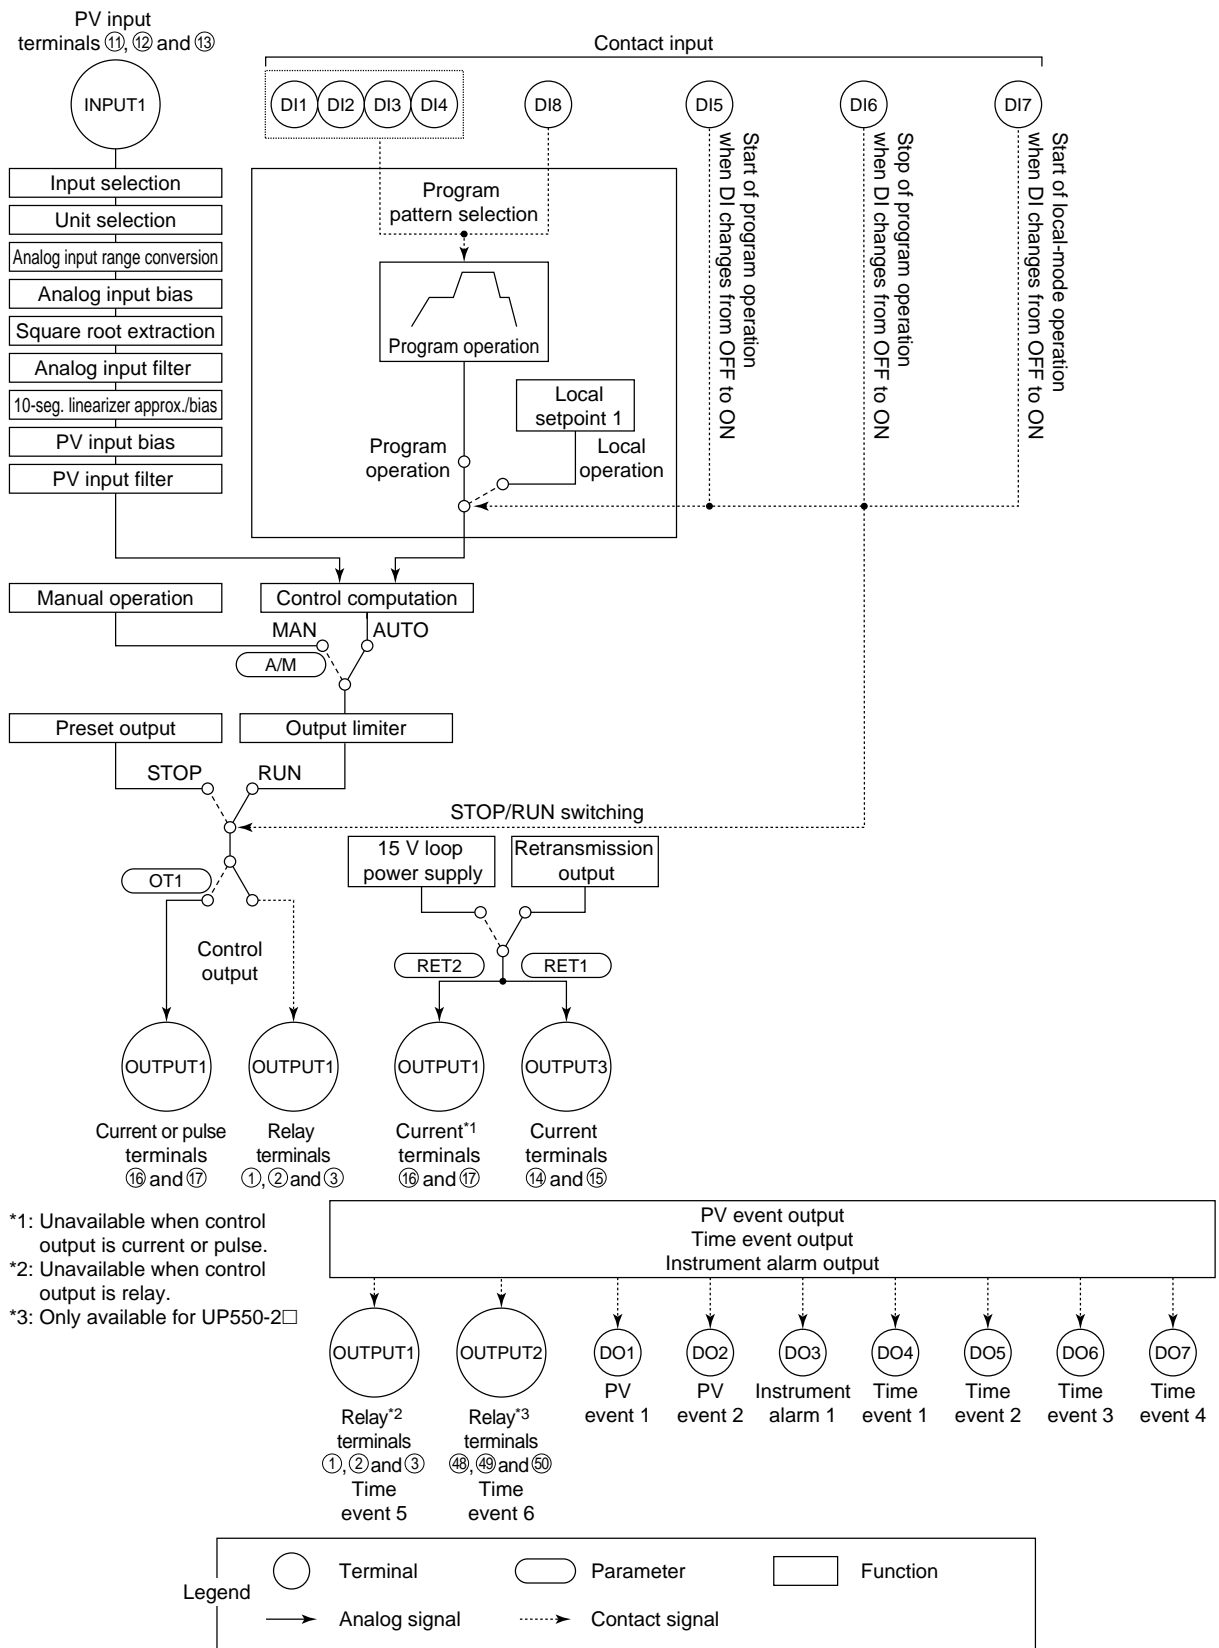 PV input
terminals ⑪, ⑫ and ⑬
Contact input
INPUT1
DI1
DI2
DI3
DI4
DI8
DI5
DI6
DI7
Start of program operation
when DI changes from OFF to ON
Stop of program operation
when DI changes from OFF to ON
Start of local-mode operation
when DI changes from OFF to ON
Input selection
Unit selection
Analog input range conversion
Analog input bias
Square root extraction
Analog input filter
10-seg. linearizer approx./bias
PV input bias
PV input filter
Program
pattern selection
Program operation
Local
setpoint 1
Program
operation
Local
operation
Manual operation
Control computation
MAN
AUTO
A/M
Preset output
Output limiter
STOP
RUN
STOP/RUN switching
15 V loop
power supply
Retransmission
output
OT1
Control
output
RET2
RET1
OUTPUT1
OUTPUT1
OUTPUT1
OUTPUT3
Current or pulse
terminals
⑯ and ⑰
Relay
terminals
①, ② and ③
Current*1
terminals
⑯ and ⑰
Current
terminals
⑭ and ⑮
*1: Unavailable when control
output is current or pulse.
*2: Unavailable when control
output is relay.
*3: Only available for UP550-2□
PV event output
Time event output
Instrument alarm output
OUTPUT1
OUTPUT2
DO1
DO2
DO3
DO4
DO5
DO6
DO7
Relay*2
terminals
①, ② and ③
Time
event 5
Relay*3
terminals
㊽, ㊾ and ㊿
Time
event 6
PV
event 1
PV
event 2
Instrument
alarm 1
Time
event 1
Time
event 2
Time
event 3
Time
event 4
Legend
Terminal
Parameter
Function
Analog signal
Contact signal